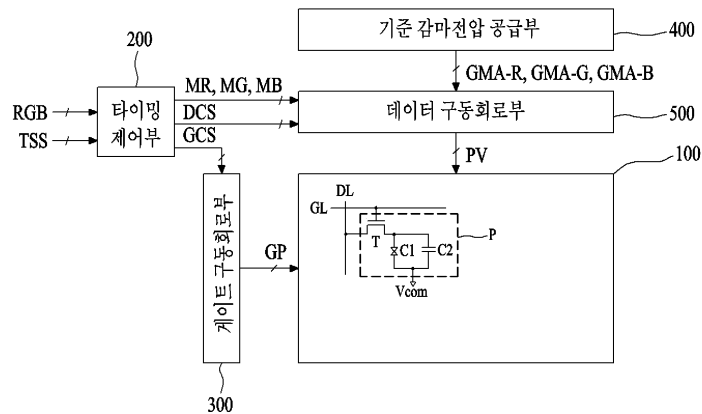 기준 감마전압 공급부
400
200
GMA-R, GMA-G, GMA-B
MR, MG, MB
RGB
타이밍
제어부
DCS
데이터 구동회로부
500
TSS
GCS
PV
100
DL
GL
게이트 구동회로부
GP
T
C1
C2
P
Vcom
300